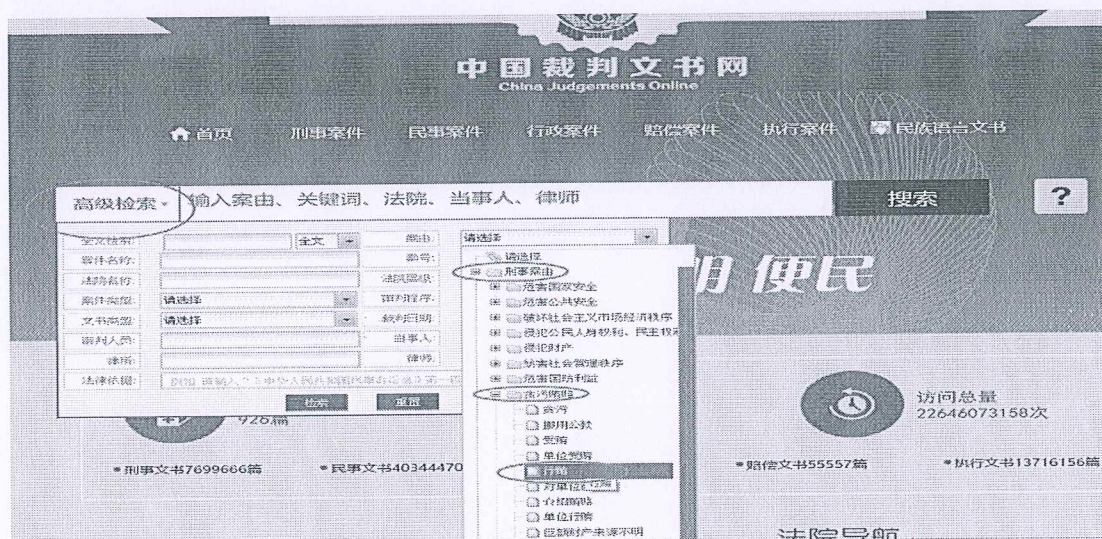 中国裁判文书网
China Judgements Online
首页 刑事案件 民事案件 行政案件 赔偿案件 执行案件 民族语言文书
高级检索 输入案由、关键词、法院、当事人、律师 搜索 ?
全文检索: 全文 案由: 请选择
案件名称: 案号: 请选择
法院名称: 法院层级: 刑事案由
案件类型: 请选择 审判程序: 危害国家安全
文书类型: 请选择 裁判日期: 危害公共安全
审判人员: 当事人: 破坏社会主义市场经济秩序
律所: 律师: 侵犯公民人身权利、民主权
法律依据: 侵犯财产
检索 重置 妨害社会管理秩序
危害国防利益
贪污贿赂
贪污
挪用公款
受贿
单位受贿
行贿
对单位
行贿
介绍贿赂
单位行贿
巨额财产来源不明
便民
926篇
访问总量
22646073158次
刑事文书7699666篇 民事文书40344470 赔偿文书55557篇 执行文书13716156篇
法院导航